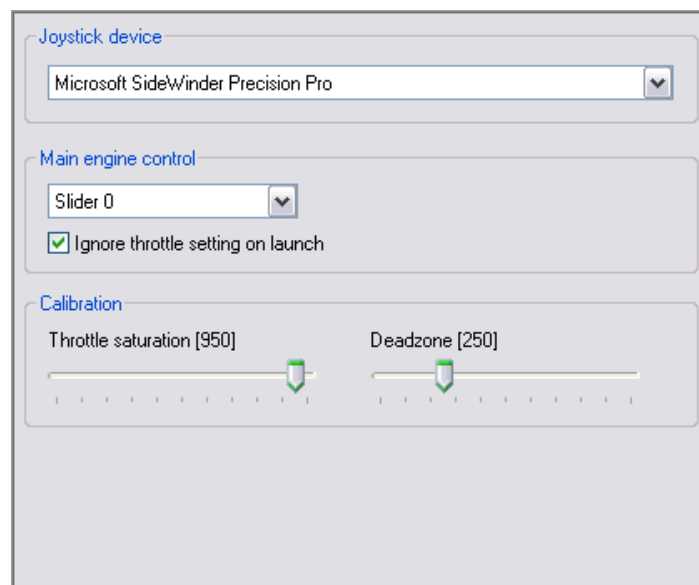 Joystick device
Microsoft SideWinder Precision Pro
Main engine control
Slider 0
Ignore throttle setting on launch
Calibration
Throttle saturation [950] Deadzone [250]